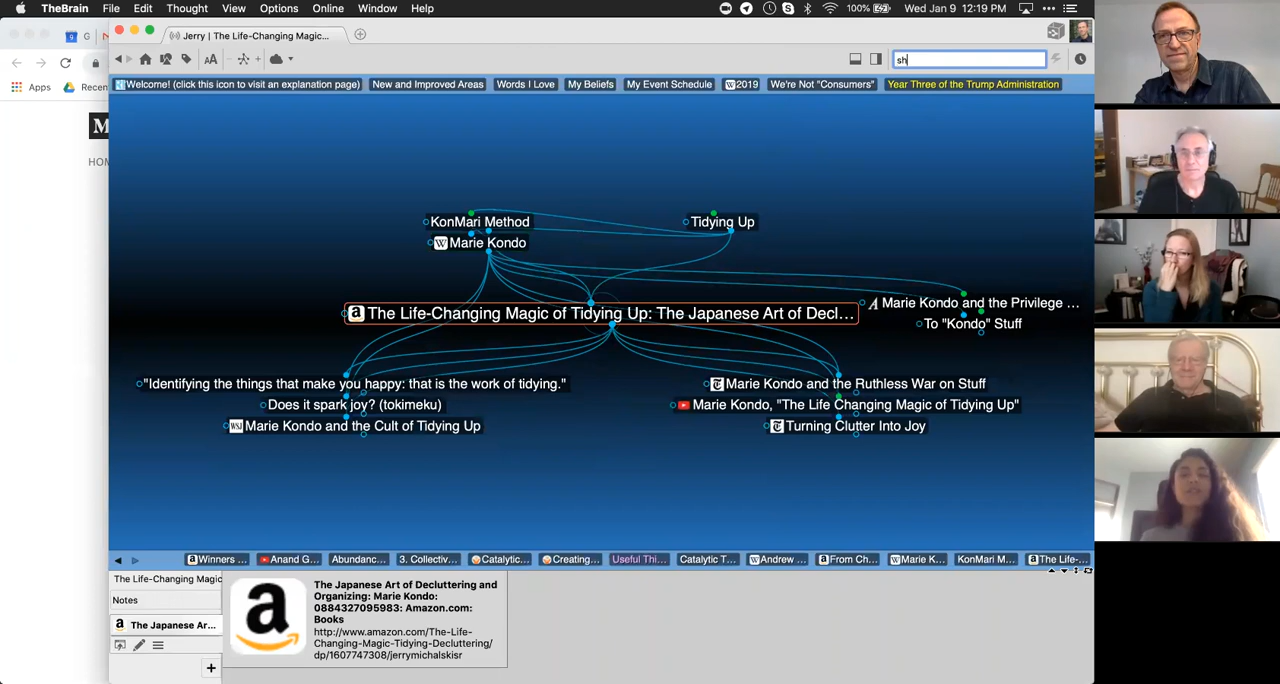 TheBrain File Edit Thought View Options Online Window Help
100% Wed Jan 9 12:19 PM
Jerry | The Life-Changing Magic...
AA
sh
Welcome! (click this icon to visit an explanation page) New and Improved Areas Words I Love My Beliefs My Event Schedule W 2019 We're Not "Consumers" Year Three of the Trump Administration
9 G
Apps Recen
M
HOM
KonMari Method
W Marie Kondo
Tidying Up
a The Life-Changing Magic of Tidying Up: The Japanese Art of Decl...
A Marie Kondo and the Privilege ...
To "Kondo" Stuff
"Identifying the things that make you happy: that is the work of tidying."
Does it spark joy? (tokimeku)
WSJ Marie Kondo and the Cult of Tidying Up
T Marie Kondo and the Ruthless War on Stuff
Marie Kondo, "The Life Changing Magic of Tidying Up"
T Turning Clutter Into Joy
a Winners ... Anand G... Abundanc... 3. Collectiv... Catalytic... Creating... Useful Thi... Catalytic T... W Andrew ... a From Ch... W Marie K... KonMari M... a The Life-...
The Life-Changing Magic
Notes
a The Japanese Ar...
a
The Japanese Art of Decluttering and
Organizing: Marie Kondo:
0884327095983: Amazon.com:
Books
http://www.amazon.com/The-Life-
Changing-Magic-Tidying-Decluttering/
dp/1607747308/jerrymichalskisr